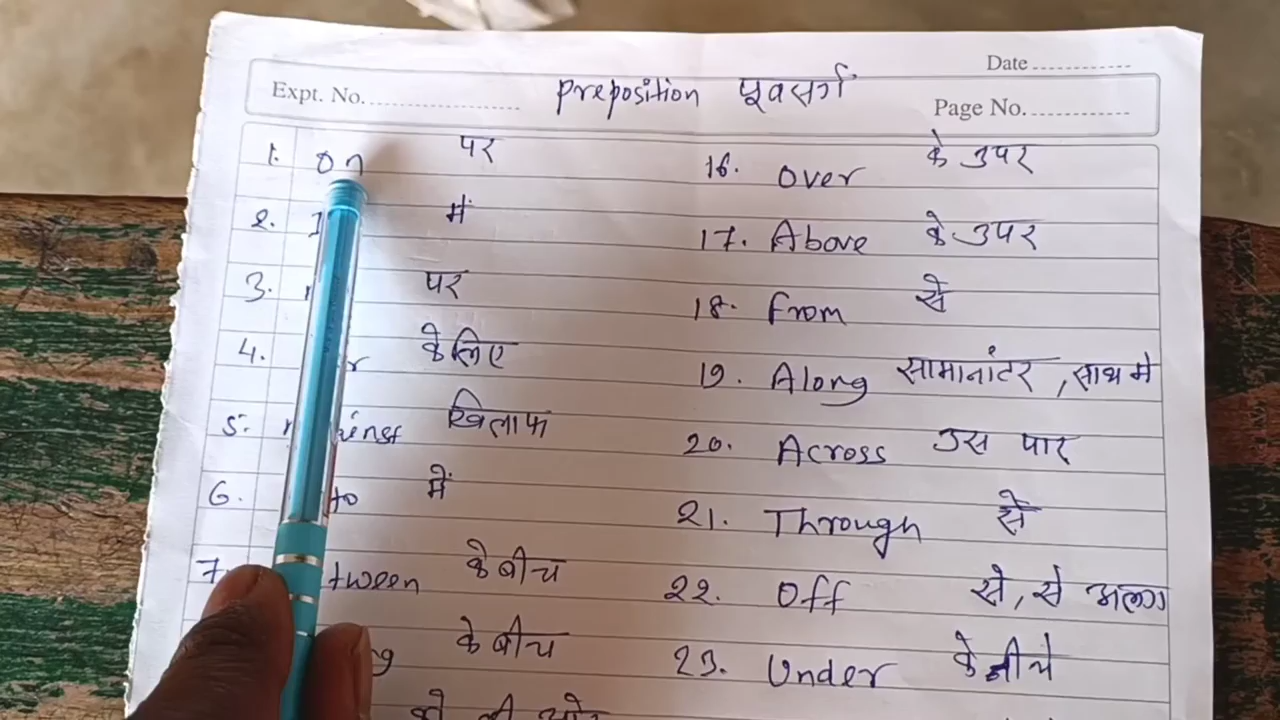 Date
Expt. No.
preposition पूवसर्ग
Page No.
1. On पर
2. में
3. पर
4. के लिए
5. खिलाफ
6. में
7. के बीच
के बीच
16. Over के उपर
17. Above के उपर
18. From से
19. Along सामानांटर , साथ मे
20. Across उस पार
21. Through से
22. Off से, से अलग
23. Under के नीचे